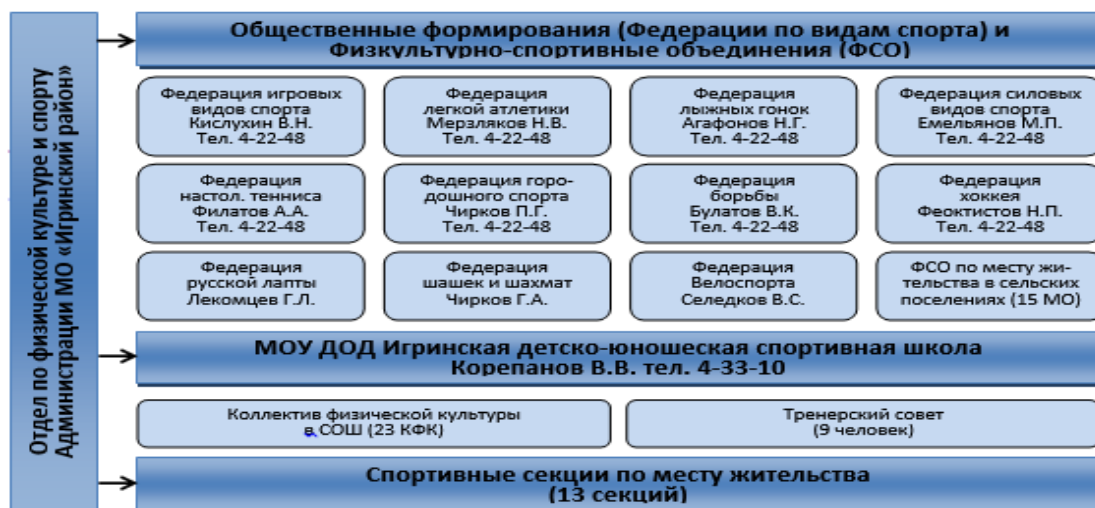 Отдел по физической культуре и спорту
Администрации МО «Игринский район»
Общественные формирования (Федерации по видам спорта) и
Физкультурно-спортивные объединения (ФСО)
Федерация игровых
видов спорта
Кислухин В.Н.
Тел. 4-22-48
Федерация
легкой атлетики
Мерзляков Н.В.
Тел. 4-22-48
Федерация
лыжных гонок
Агафонов Н.Г.
Тел. 4-22-48
Федерация силовых
видов спорта
Емельянов М.П.
Тел. 4-22-48
Федерация
настол. тенниса
Филатов А.А.
Тел. 4-22-48
Федерация горо-
дошного спорта
Чирков П.Г.
Тел. 4-22-48
Федерация
борьбы
Булатов В.К.
Тел. 4-22-48
Федерация
хоккея
Феоктистов Н.П.
Тел. 4-22-48
Федерация
русской лапты
Лекомцев Г.Л.
Федерация
шашек и шахмат
Чирков Г.А.
Федерация
Велоспорта
Селедков В.С.
ФСО по месту жи-
тельства в сельских
поселениях (15 МО)
МОУ ДОД Игринская детско-юношеская спортивная школа
Корепанов В.В. тел. 4-33-10
Коллектив физической культуры
в СОШ (23 КФК)
Тренерский совет
(9 человек)
Спортивные секции по месту жительства
(13 секций)